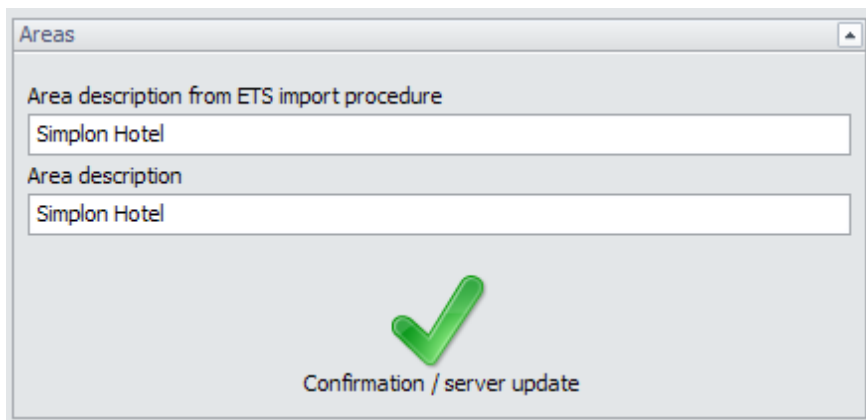 Areas
Area description from ETS import procedure
Simplon Hotel
Area description
Simplon Hotel
Confirmation / server update